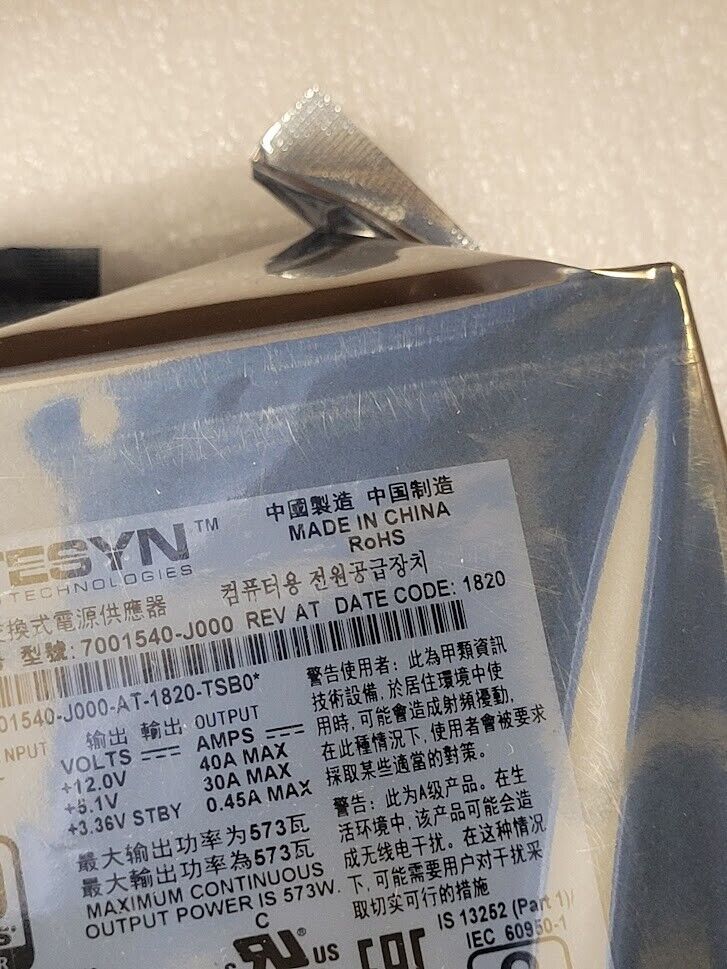 中國製造 中国制造
MADE IN CHINA
RoHS
TESYN™
TECHNOLOGIES
컴퓨터용 전원공급장치
換式電源供應器
型號: 7001540-J000 REV AT DATE CODE: 1820
01540-J000-AT-1820-TSB0*
NPUT
输出 輸出 OUTPUT
VOLTS AMPS
+12.0V 40A MAX
+5.1V 30A MAX
+3.36V STBY 0.45A MAX
最大输出功率为573瓦
最大輸出功率為573瓦
MAXIMUM CONTINUOUS
OUTPUT POWER IS 573W.
警告使用者: 此為甲類資訊
技術設備, 於居住環境中使
用時, 可能會造成射頻擾動,
在此種情況下, 使用者會被要求
採取某些適當的對策。
警告: 此为A级产品。在生
活环境中, 该产品可能会造
成无线电干扰。在这种情况
下, 可能需要用户对干扰采
取切实可行的措施
IS 13252 (Part 1)/
IEC 60950-1
C
US